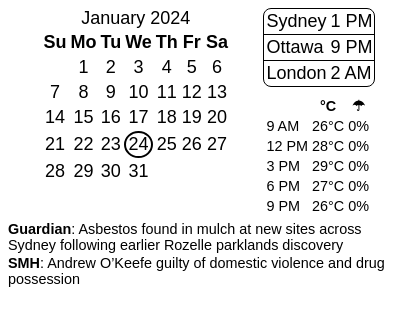 January 2024
Su Mo Tu We Th Fr Sa
1 2 3 4 5 6
7 8 9 10 11 12 13
14 15 16 17 18 19 20
21 22 23 24 25 26 27
28 29 30 31
Sydney 1 PM
Ottawa 9 PM
London 2 AM
°C ☂
9 AM 26°C 0%
12 PM 28°C 0%
3 PM 29°C 0%
6 PM 27°C 0%
9 PM 26°C 0%
Guardian: Asbestos found in mulch at new sites across
Sydney following earlier Rozelle parklands discovery
SMH: Andrew O’Keefe guilty of domestic violence and drug
possession